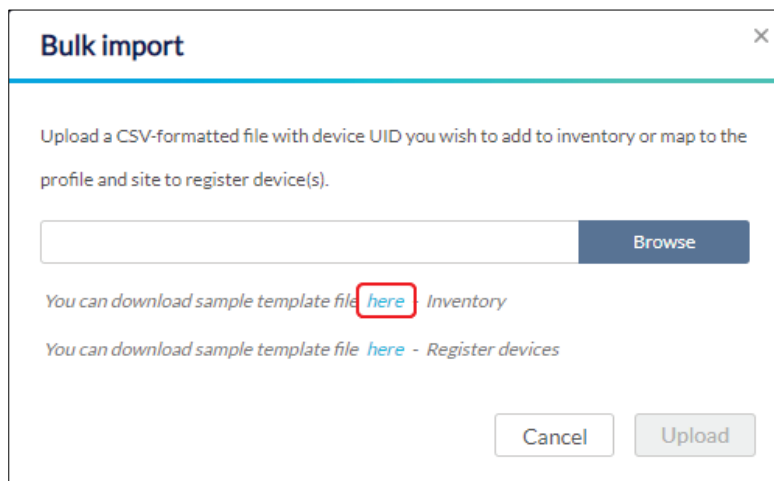 Bulk import
Upload a CSV-formatted file with device UID you wish to add to inventory or map to the
profile and site to register device(s).
Browse
You can download sample template file here - Inventory
You can download sample template file here - Register devices
Cancel
Upload